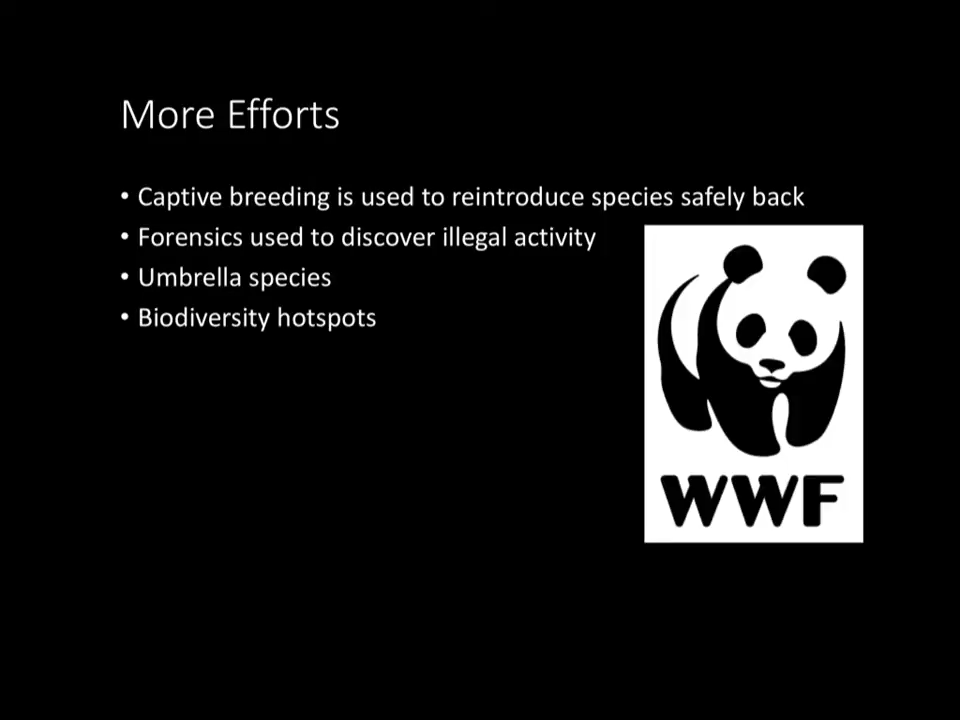 More Efforts
• Captive breeding is used to reintroduce species safely back
• Forensics used to discover illegal activity
• Umbrella species
• Biodiversity hotspots
WWF